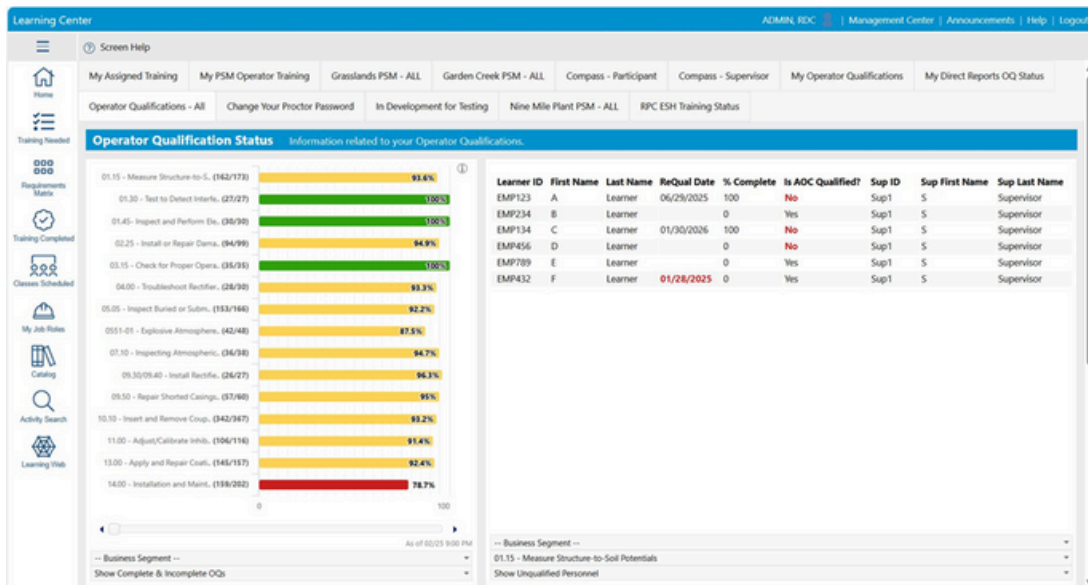 Learning Center
ADMIN, RDC | Management Center | Announcements | Help | Logout
Screen Help
Home
Training Needed
Requirements Matrix
Training Completed
Classes Scheduled
My Job Roles
Catalog
Activity Search
Learning Web
My Assigned Training My PSM Operator Training Grasslands PSM - ALL Garden Creek PSM - ALL Compass - Participant Compass - Supervisor My Operator Qualifications My Direct Reports OQ Status
Operator Qualifications - All Change Your Proctor Password In Development for Testing Nine Mile Plant PSM - ALL RPC ESH Training Status
Operator Qualification Status Information related to your Operator Qualifications.
01.15 - Measure Structure-to-S.. (162/173) 93.6%
01.30 - Test to Detect Interfe.. (27/27) 100%
01.45- Inspect and Perform Ele.. (30/30) 100%
02.25 - Install or Repair Dama.. (94/99) 94.9%
03.15 - Check for Proper Opera.. (35/35) 100%
04.00 - Troubleshoot Rectifier.. (28/30) 93.3%
05.05 - Inspect Buried or Subm.. (153/166) 92.2%
0551-01 - Explosive Atmosphere.. (42/48) 87.5%
07.10 - Inspecting Atmospheric.. (36/38) 94.7%
09.30/09.40 - Install Rectifie.. (26/27) 96.3%
09.50 - Repair Shorted Casings.. (57/60) 95%
10.10 - Insert and Remove Coup.. (342/367) 93.2%
11.00 - Adjust/Calibrate Inhib.. (106/116) 91.4%
13.00 - Apply and Repair Coati.. (145/157) 92.4%
14.00 - Installation and Maint.. (159/202) 78.7%
0 100
As of 02/25 9:00 PM
-- Business Segment --
Show Complete & Incomplete OQs
Learner ID First Name Last Name ReQual Date % Complete Is AOC Qualified? Sup ID Sup First Name Sup Last Name
EMP123 A Learner 06/29/2025 100 No Sup1 S Supervisor
EMP234 B Learner 0 Yes Sup1 S Supervisor
EMP134 C Learner 01/30/2026 100 No Sup1 S Supervisor
EMP456 D Learner 0 No Sup1 S Supervisor
EMP789 E Learner 0 Yes Sup1 S Supervisor
EMP432 F Learner 01/28/2025 0 Yes Sup1 S Supervisor
-- Business Segment --
01.15 - Measure Structure-to-Soil Potentials
Show Unqualified Personnel